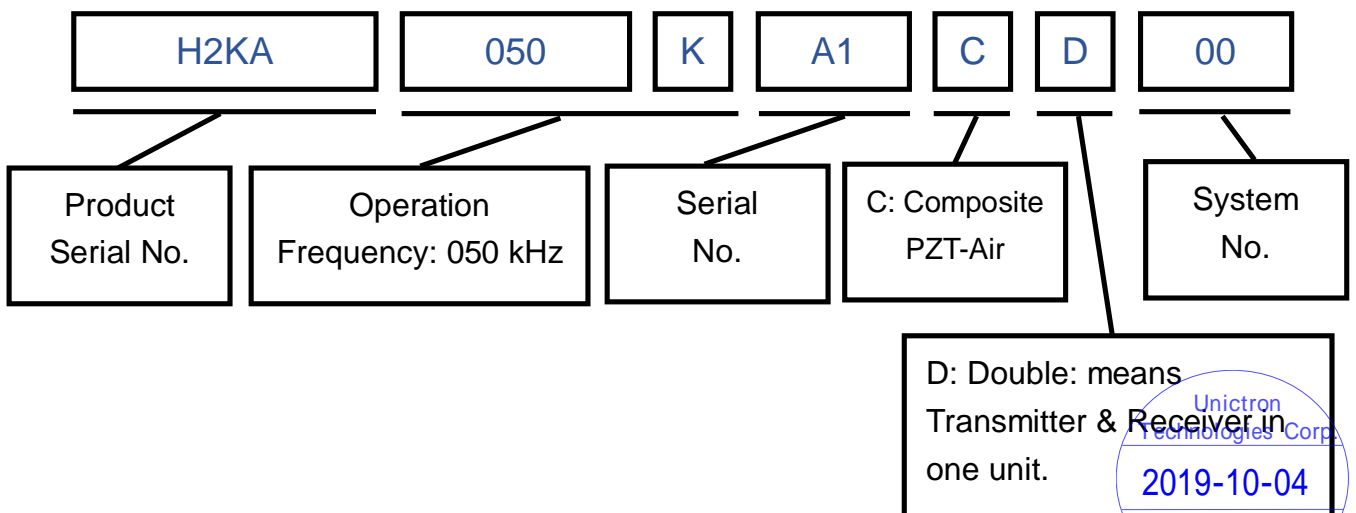 H2KA 050 K A1 C D 00
Product
Serial No.
Operation
Frequency: 050 kHz
Serial
No.
C: Composite
PZT-Air
System
No.
D: Double: means
Transmitter & Receiver in
one unit.
Unictron
Technologies Corp.
2019-10-04